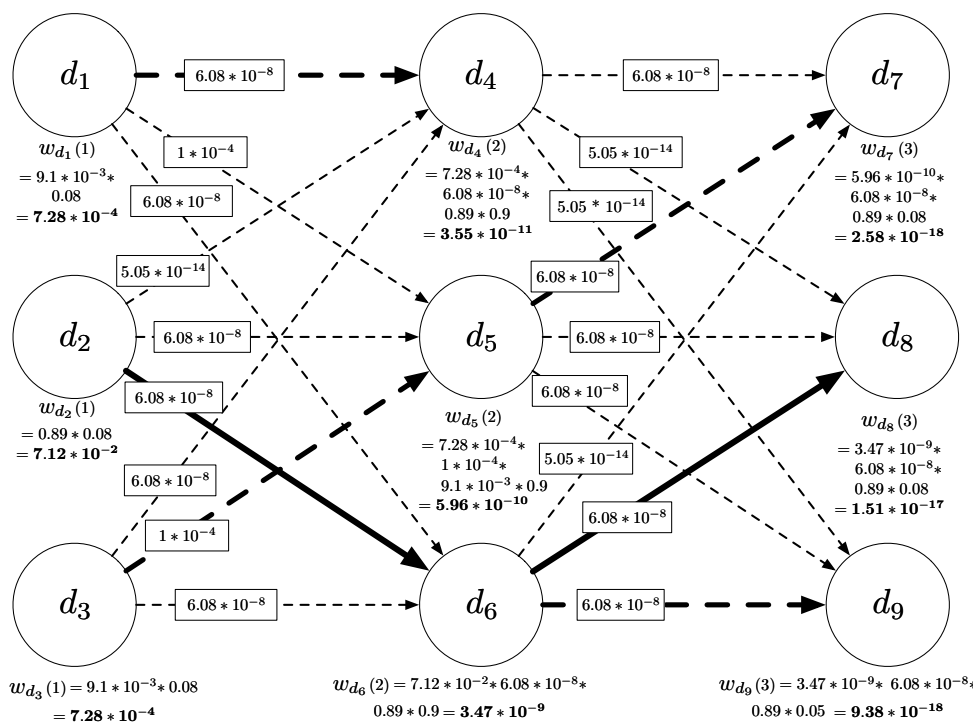 d₁
d₄
d₇
6.08 * 10⁻⁸
6.08 * 10⁻⁸
w_d₁(1)
= 9.1 * 10⁻³ *
0.08
= 7.28 * 10⁻⁴
1 * 10⁻⁴
6.08 * 10⁻⁸
w_d₄(2)
= 7.28 * 10⁻⁴ *
6.08 * 10⁻⁸ *
0.89 * 0.9
= 3.55 * 10⁻¹¹
5.05 * 10⁻¹⁴
5.05 * 10⁻¹⁴
w_d₇(3)
= 5.96 * 10⁻¹⁰ *
6.08 * 10⁻⁸ *
0.89 * 0.08
= 2.58 * 10⁻¹⁸
5.05 * 10⁻¹⁴
6.08 * 10⁻⁸
d₂
d₅
d₈
6.08 * 10⁻⁸
6.08 * 10⁻⁸
6.08 * 10⁻⁸
6.08 * 10⁻⁸
w_d₂(1)
= 0.89 * 0.08
= 7.12 * 10⁻²
w_d₅(2)
= 7.28 * 10⁻⁴ *
1 * 10⁻⁴ *
9.1 * 10⁻³ * 0.9
= 5.96 * 10⁻¹⁰
w_d₈(3)
= 3.47 * 10⁻⁹ *
6.08 * 10⁻⁸ *
0.89 * 0.08
= 1.51 * 10⁻¹⁷
6.08 * 10⁻⁸
5.05 * 10⁻¹⁴
1 * 10⁻⁴
6.08 * 10⁻⁸
d₃
d₆
d₉
6.08 * 10⁻⁸
6.08 * 10⁻⁸
w_d₃(1) = 9.1 * 10⁻³ * 0.08
= 7.28 * 10⁻⁴
w_d₆(2) = 7.12 * 10⁻² * 6.08 * 10⁻⁸ *
0.89 * 0.9 = 3.47 * 10⁻⁹
w_d₉(3) = 3.47 * 10⁻⁹ * 6.08 * 10⁻⁸ *
0.89 * 0.05 = 9.38 * 10⁻¹⁸